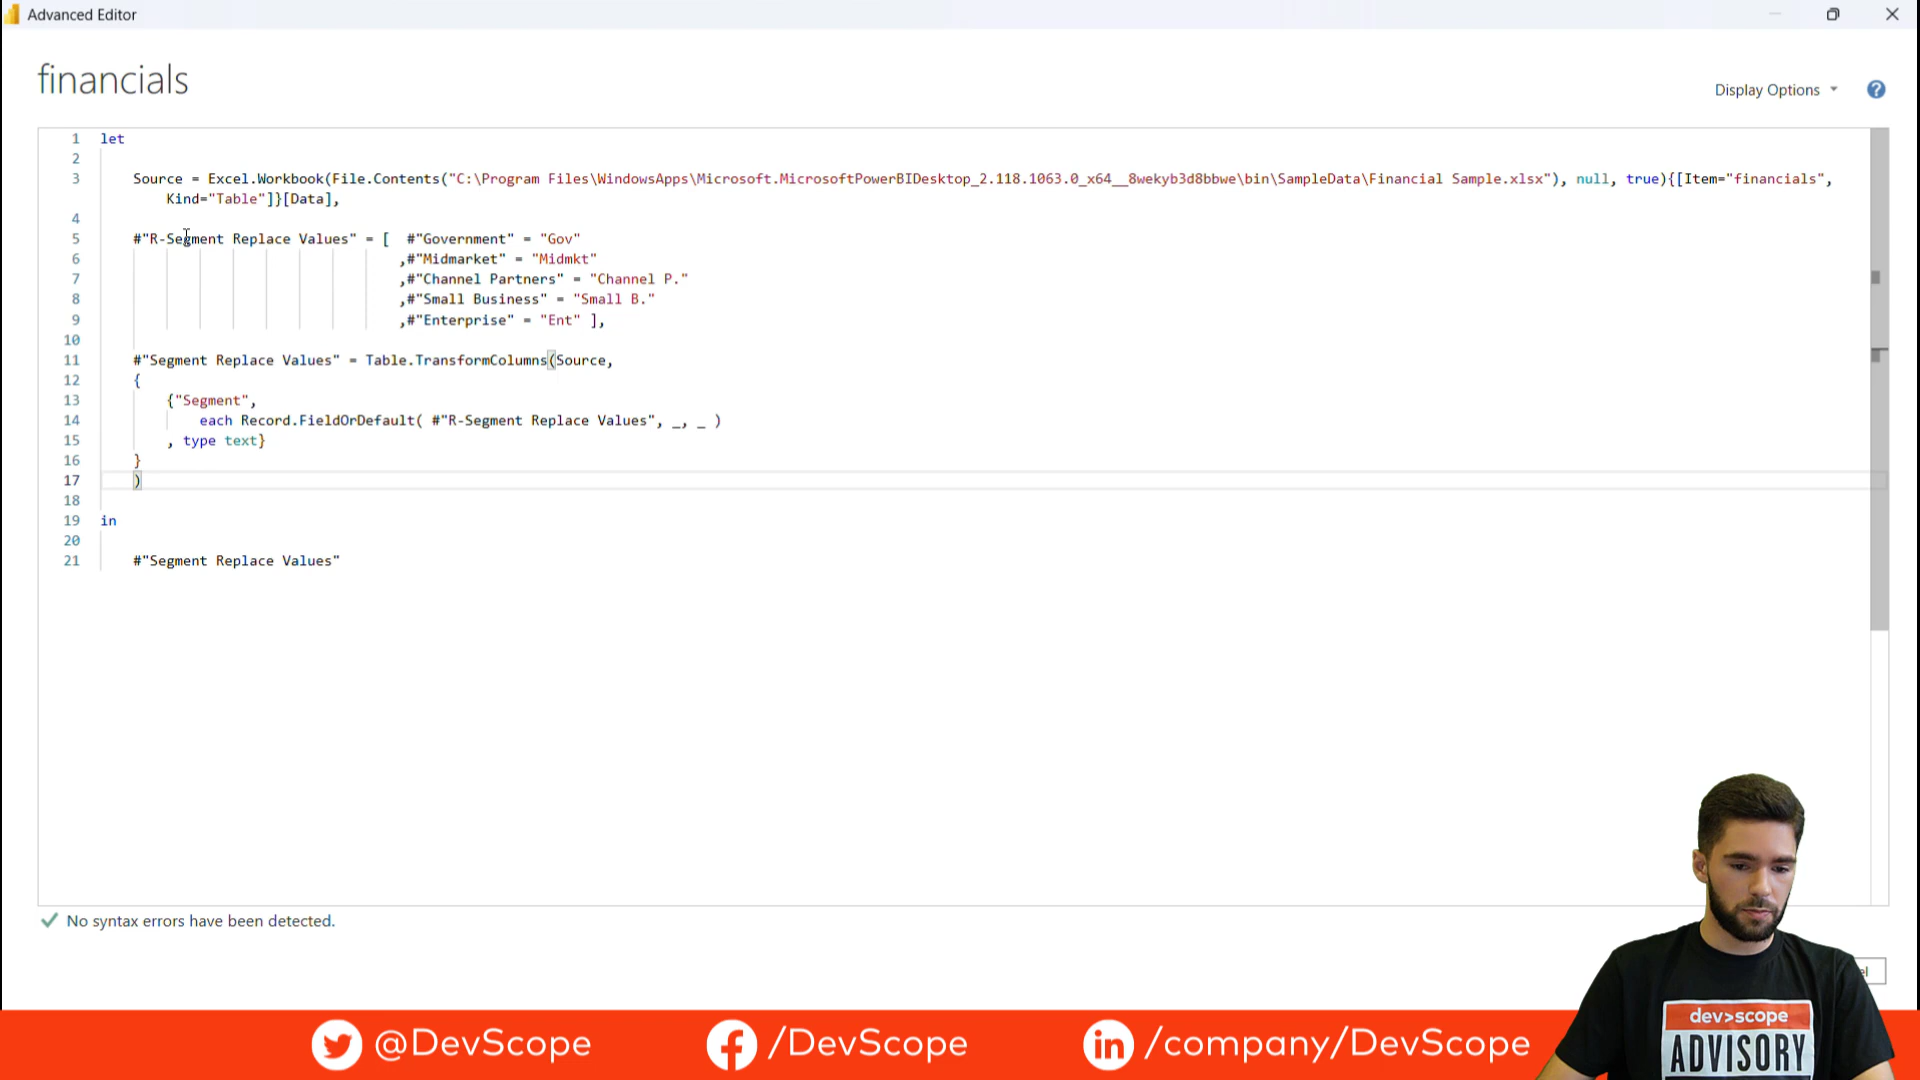 Advanced Editor
financials
Display Options
?
1 let
2
3 Source = Excel.Workbook(File.Contents("C:\Program Files\WindowsApps\Microsoft.MicrosoftPowerBIDesktop_2.118.1063.0_x64__8wekyb3d8bbwe\bin\SampleData\Financial Sample.xlsx"), null, true){[Item="financials",
Kind="Table"]}[Data],
4
5 #"R-Segment Replace Values" = [ #"Government" = "Gov"
6 ,#"Midmarket" = "Midmkt"
7 ,#"Channel Partners" = "Channel P."
8 ,#"Small Business" = "Small B."
9 ,#"Enterprise" = "Ent" ],
10
11 #"Segment Replace Values" = Table.TransformColumns(Source,
12 {
13 {"Segment",
14 each Record.FieldOrDefault( #"R-Segment Replace Values", _, _ )
15 , type text}
16 }
17 )
18
19 in
20
21 #"Segment Replace Values"
No syntax errors have been detected.
@DevScope
/DevScope
in /company/DevScope
dev>scope
ADVISORY